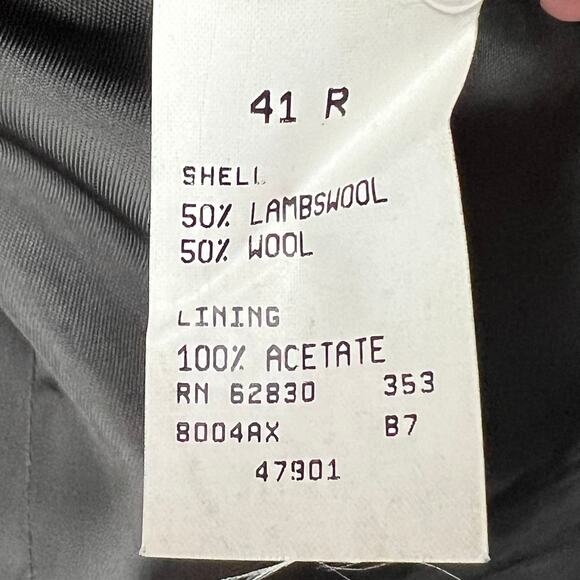 41 R
SHELL
50% LAMBSWOOL
50% WOOL
LINING
100% ACETATE
RN 62830 353
8004AX B7
47901